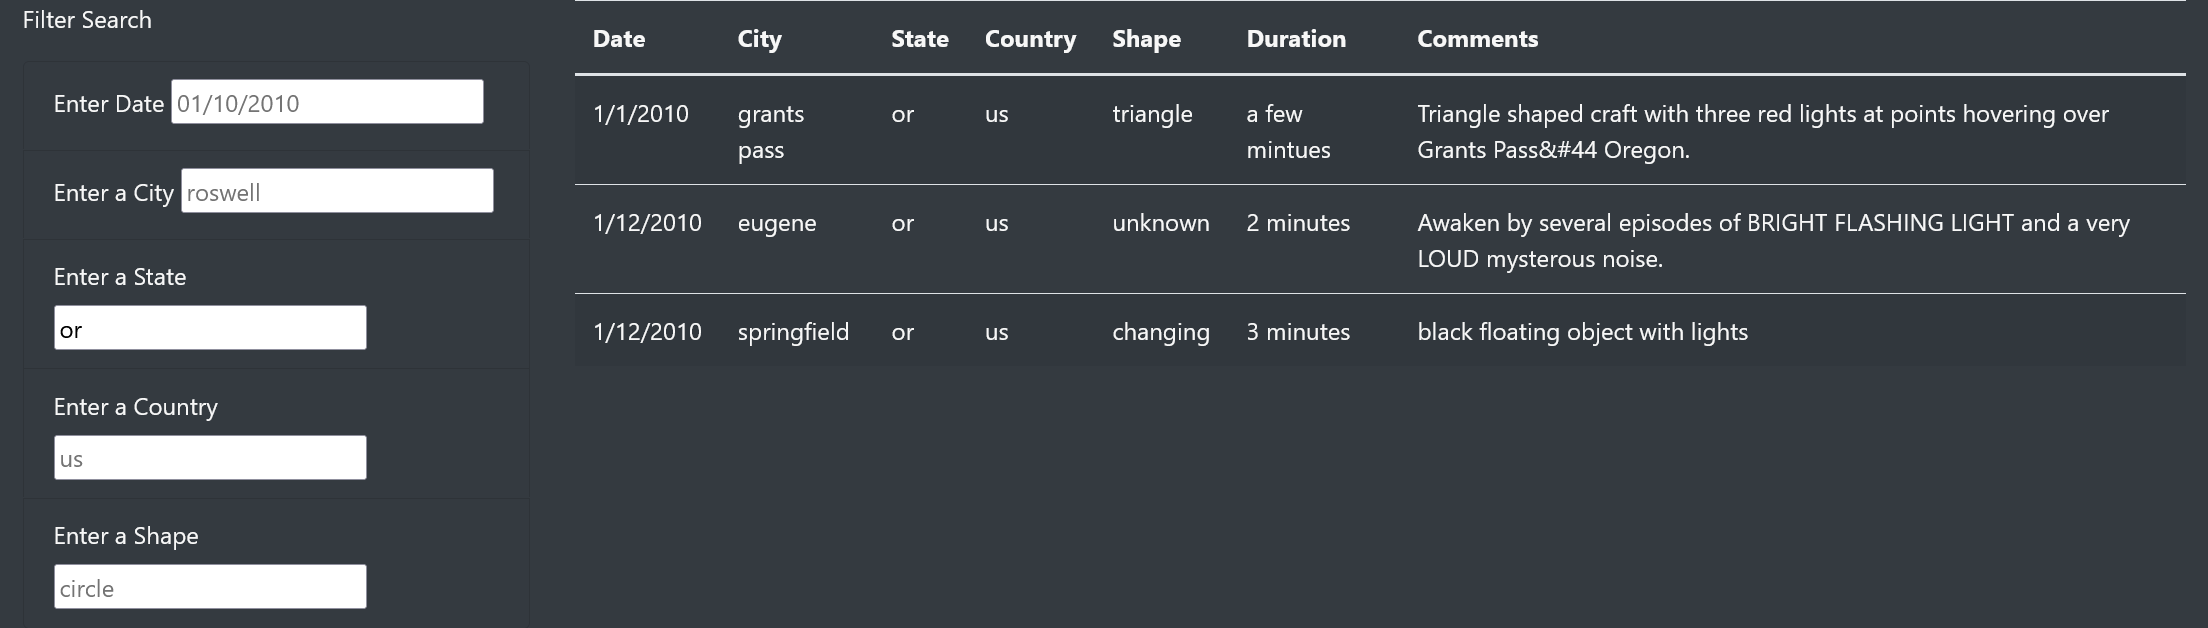 Filter Search
Enter Date 01/10/2010
Enter a City roswell
Enter a State
or
Enter a Country
us
Enter a Shape
circle
Date City State Country Shape Duration Comments
1/1/2010 grants or us triangle a few Triangle shaped craft with three red lights at points hovering over
pass mintues Grants Pass&#44 Oregon.
1/12/2010 eugene or us unknown 2 minutes Awaken by several episodes of BRIGHT FLASHING LIGHT and a very
LOUD mysterous noise.
1/12/2010 springfield or us changing 3 minutes black floating object with lights